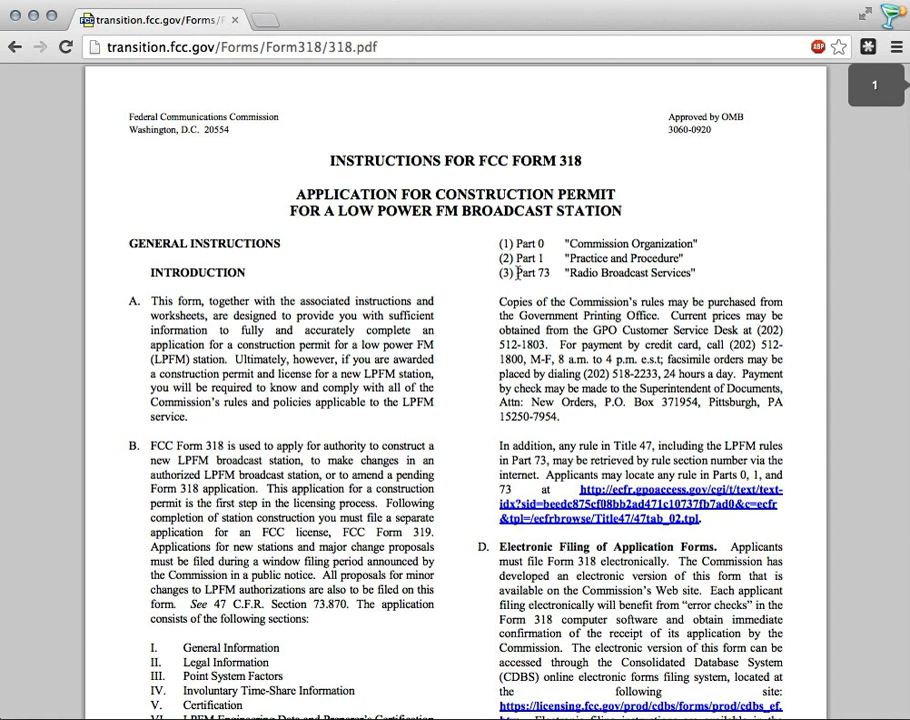 transition.fcc.gov/Forms/F
transition.fcc.gov/Forms/Form318/318.pdf
ABP
1
Federal Communications Commission
Washington, D.C. 20554
Approved by OMB
3060-0920
INSTRUCTIONS FOR FCC FORM 318
APPLICATION FOR CONSTRUCTION PERMIT
FOR A LOW POWER FM BROADCAST STATION
GENERAL INSTRUCTIONS
INTRODUCTION
A. This form, together with the associated instructions and
worksheets, are designed to provide you with sufficient
information to fully and accurately complete an
application for a construction permit for a low power FM
(LPFM) station. Ultimately, however, if you are awarded
a construction permit and license for a new LPFM station,
you will be required to know and comply with all of the
Commission's rules and policies applicable to the LPFM
service.
B. FCC Form 318 is used to apply for authority to construct a
new LPFM broadcast station, to make changes in an
authorized LPFM broadcast station, or to amend a pending
Form 318 application. This application for a construction
permit is the first step in the licensing process. Following
completion of station construction you must file a separate
application for an FCC license, FCC Form 319.
Applications for new stations and major change proposals
must be filed during a window filing period announced by
the Commission in a public notice. All proposals for minor
changes to LPFM authorizations are also to be filed on this
form. See 47 C.F.R. Section 73.870. The application
consists of the following sections:
I. General Information
II. Legal Information
III. Point System Factors
IV. Involuntary Time-Share Information
V. Certification
VI. LPFM Engineering Data and Preparer's Certification
(1) Part 0 "Commission Organization"
(2) Part 1 "Practice and Procedure"
(3) Part 73 "Radio Broadcast Services"
Copies of the Commission's rules may be purchased from
the Government Printing Office. Current prices may be
obtained from the GPO Customer Service Desk at (202)
512-1803. For payment by credit card, call (202) 512-
1800, M-F, 8 a.m. to 4 p.m. e.s.t; facsimile orders may be
placed by dialing (202) 518-2233, 24 hours a day. Payment
by check may be made to the Superintendent of Documents,
Attn: New Orders, P.O. Box 371954, Pittsburgh, PA
15250-7954.
In addition, any rule in Title 47, including the LPFM rules
in Part 73, may be retrieved by rule section number via the
internet. Applicants may locate any rule in Parts 0, 1, and
73 at http://ecfr.gpoaccess.gov/cgi/t/text/text-
idx?sid=beedc875cf08bb2ad471c10737fb7ad0&c=ecfr
&tpl=/ecfrbrowse/Title47/47tab_02.tpl.
D. Electronic Filing of Application Forms. Applicants
must file Form 318 electronically. The Commission has
developed an electronic version of this form that is
available on the Commission's Web site. Each applicant
filing electronically will benefit from "error checks" in the
Form 318 computer software and obtain immediate
confirmation of the receipt of its application by the
Commission. The electronic version of this form can be
accessed through the Consolidated Database System
(CDBS) online electronic forms filing system, located at
the following site:
https://licensing.fcc.gov/prod/cdbs/forms/prod/cdbs_ef.